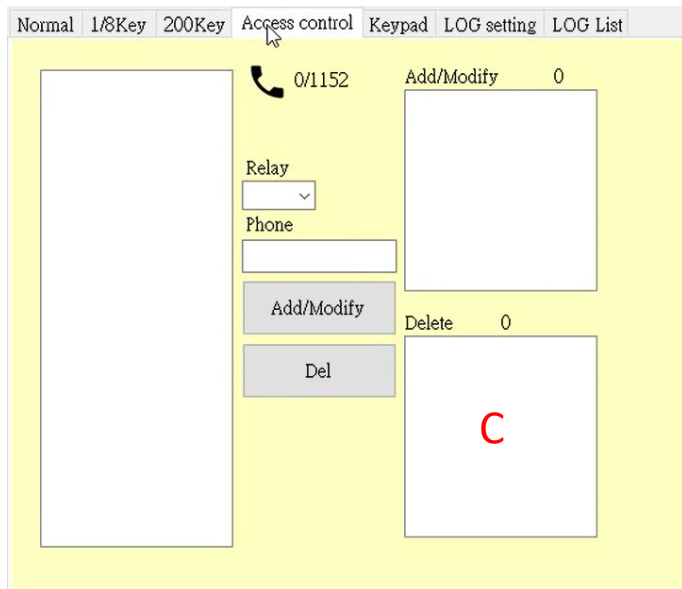 Normal 1/8Key 200Key Access control Keypad LOG setting LOG List
0/1152
Add/Modify 0
Relay
Phone
Add/Modify
Delete 0
Del
C